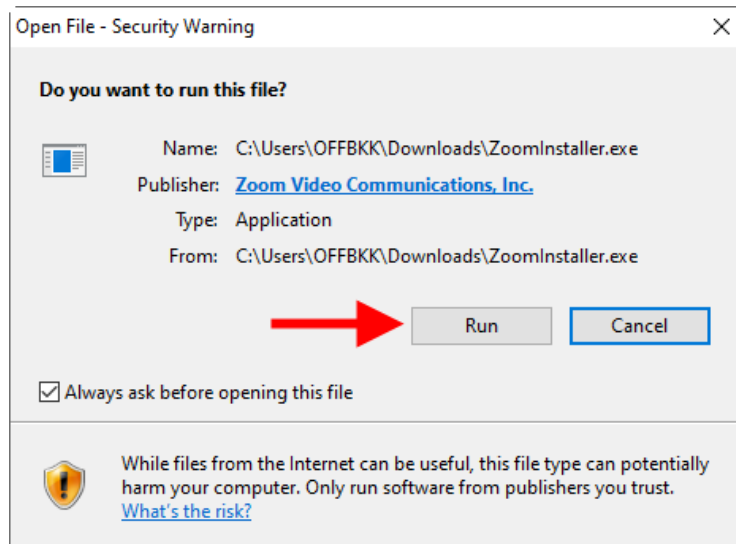 Open File - Security Warning
Do you want to run this file?
Name: C:\Users\OFFBKK\Downloads\ZoomInstaller.exe
Publisher: Zoom Video Communications, Inc.
Type: Application
From: C:\Users\OFFBKK\Downloads\ZoomInstaller.exe
Run Cancel
Always ask before opening this file
While files from the Internet can be useful, this file type can potentially
harm your computer. Only run software from publishers you trust.
What's the risk?